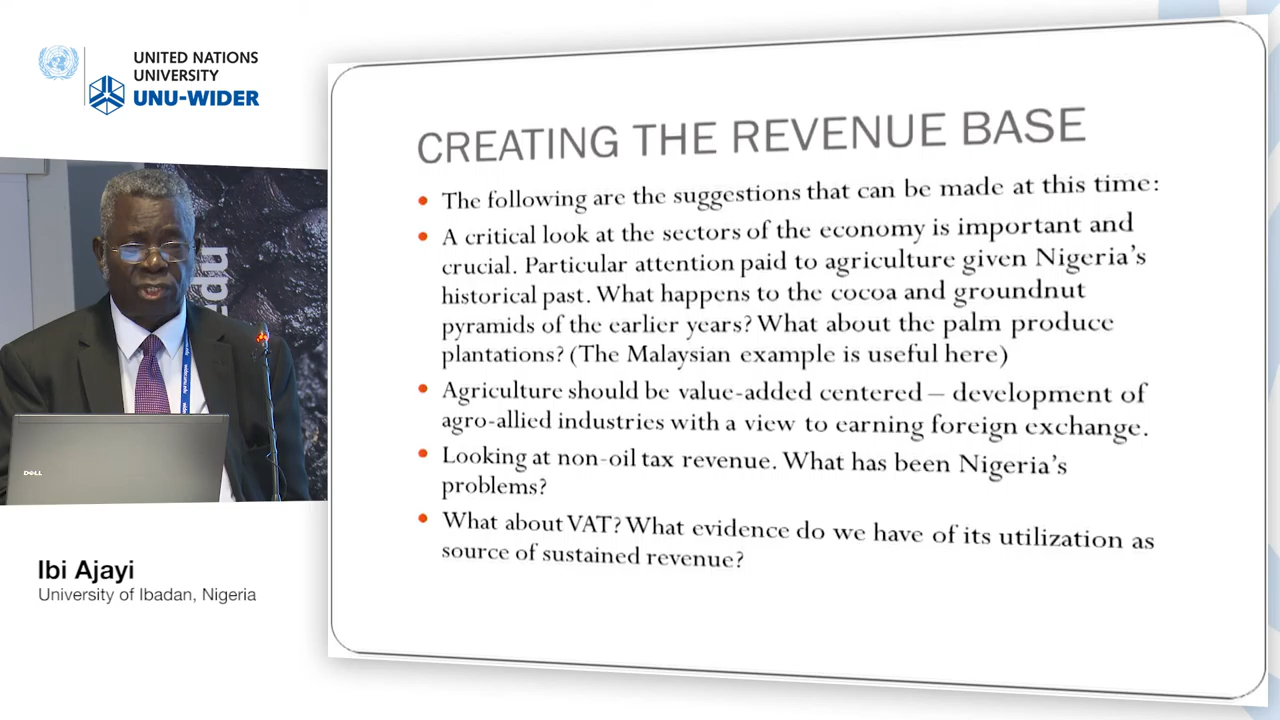 UNITED NATIONS
UNIVERSITY
UNU-WIDER
edu
DELL
Ibi Ajayi
University of Ibadan, Nigeria
CREATING THE REVENUE BASE
• The following are the suggestions that can be made at this time:
• A critical look at the sectors of the economy is important and
crucial. Particular attention paid to agriculture given Nigeria's
historical past. What happens to the cocoa and groundnut
pyramids of the earlier years? What about the palm produce
plantations? (The Malaysian example is useful here)
• Agriculture should be value-added centered – development of
agro-allied industries with a view to earning foreign exchange.
• Looking at non-oil tax revenue. What has been Nigeria's
problems?
• What about VAT? What evidence do we have of its utilization as
source of sustained revenue?